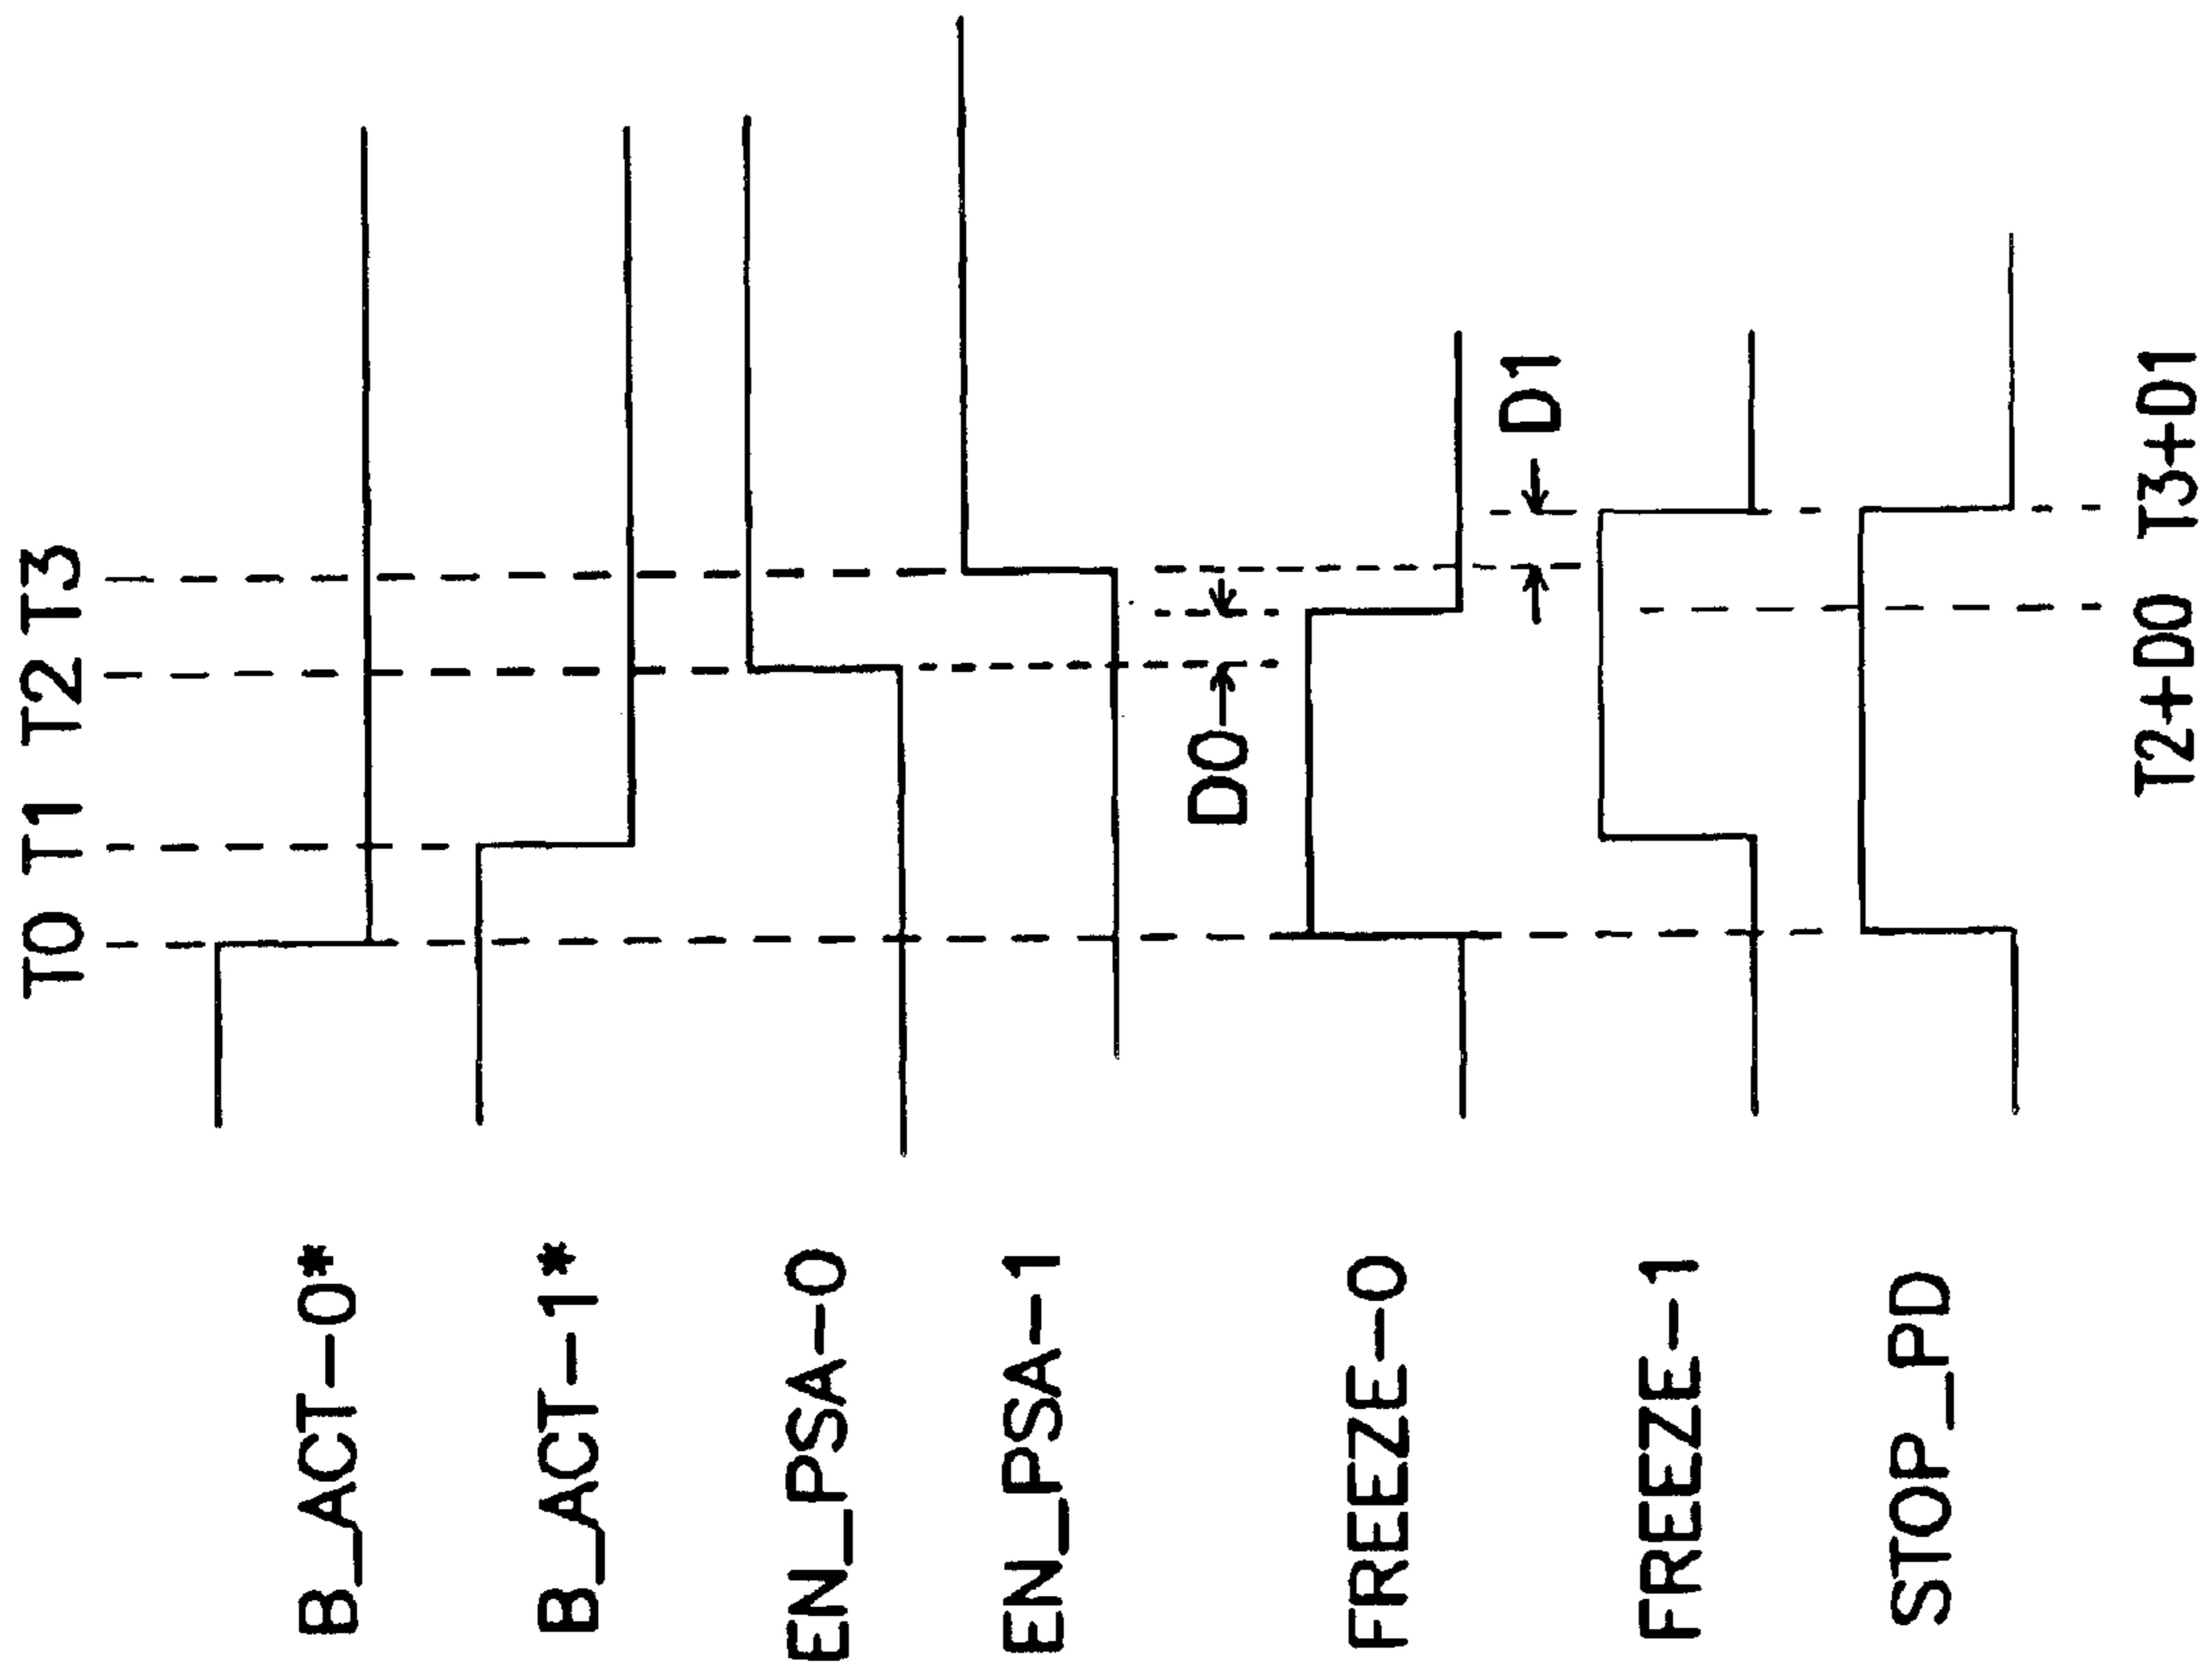 T0 T1 T2 T3
B_ACT-0*
B_ACT-1*
EN_PSA-0
EN_PSA-1
D0
FREEZE-0
D1
FREEZE-1
STOP_PD
T2+D0 T3+D1